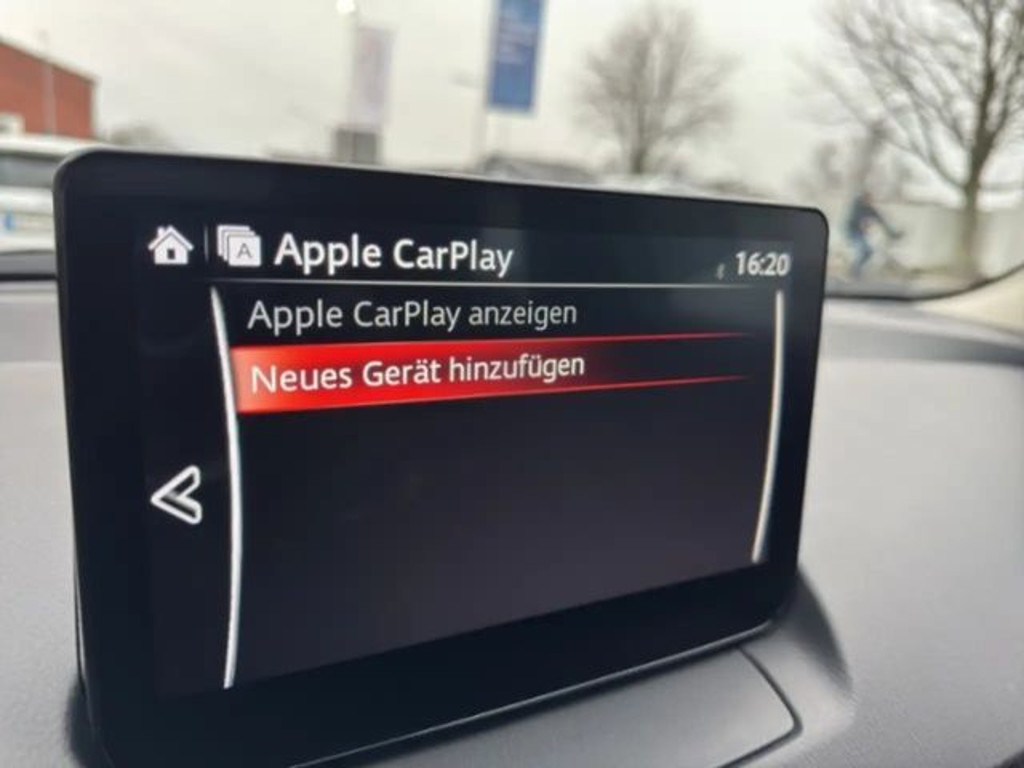 A Apple CarPlay 16:20
Apple CarPlay anzeigen
Neues Gerät hinzufügen